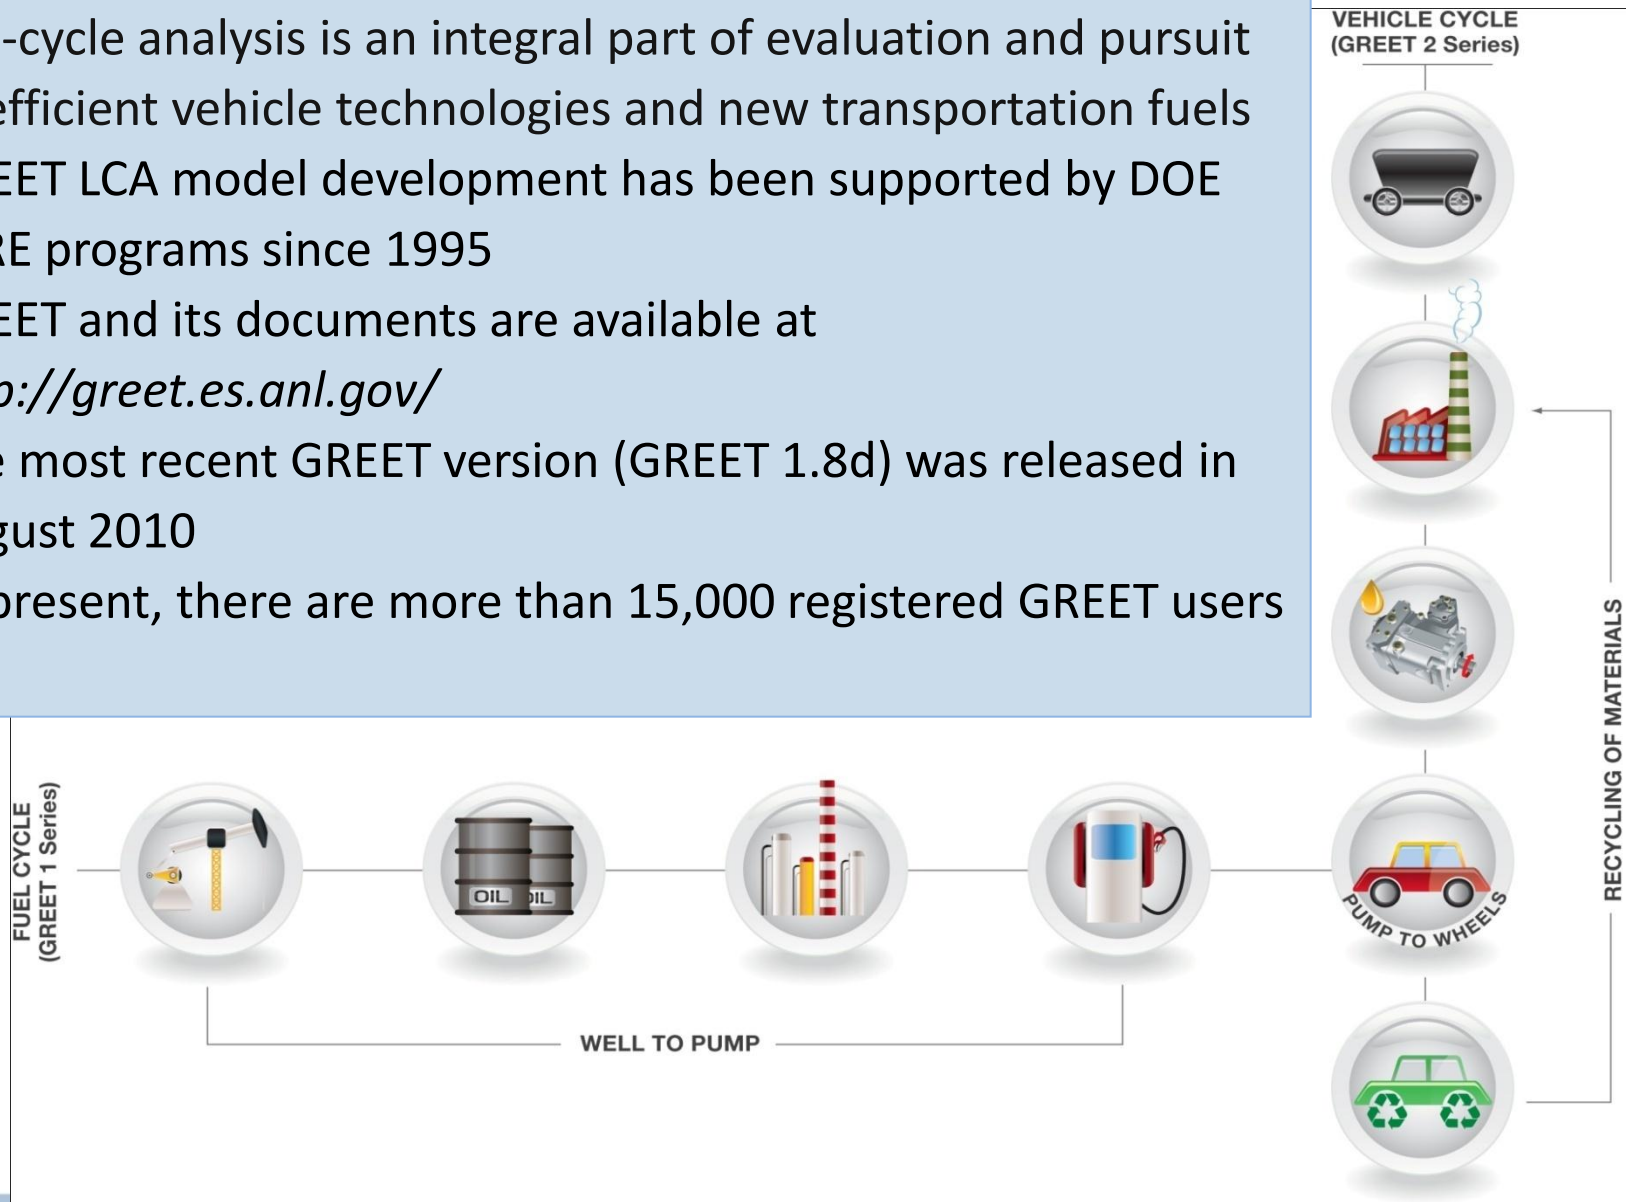 -cycle analysis is an integral part of evaluation and pursuit
efficient vehicle technologies and new transportation fuels
EET LCA model development has been supported by DOE
RE programs since 1995
EET and its documents are available at
p://greet.es.anl.gov/
e most recent GREET version (GREET 1.8d) was released in
gust 2010
present, there are more than 15,000 registered GREET users
VEHICLE CYCLE
(GREET 2 Series)
RECYCLING OF MATERIALS
FUEL CYCLE
(GREET 1 Series)
OIL
OIL
PUMP TO WHEELS
WELL TO PUMP